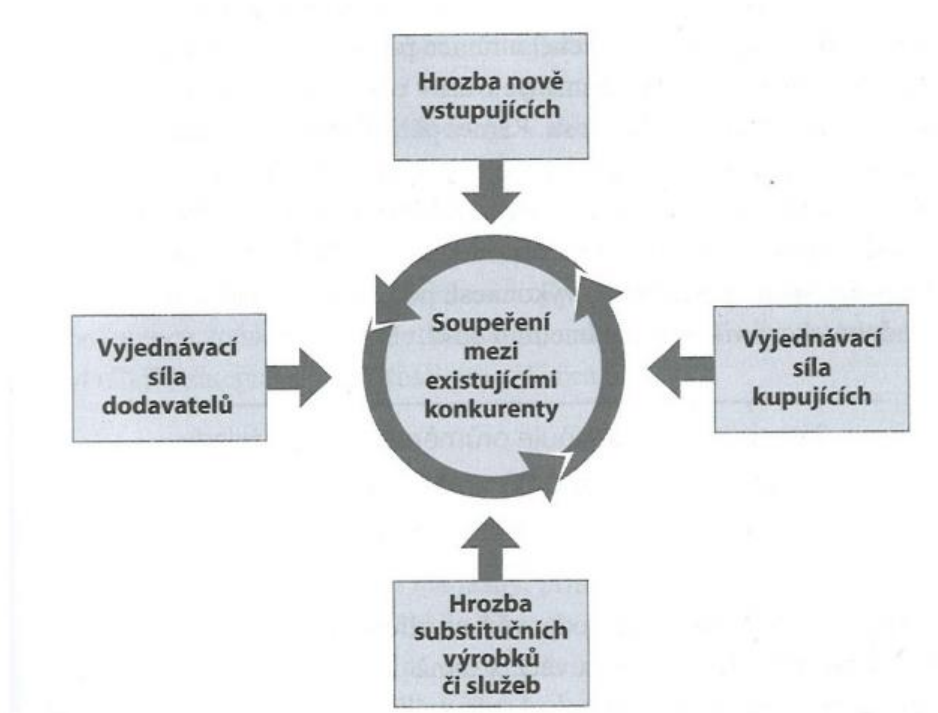 Hrozba nově
vstupujících
Soupeření
mezi
existujícími
konkurenty
Vyjednávací
síla
dodavatelů
Vyjednávací
síla
kupujících
Hrozba
substitučních
výrobků
či služeb